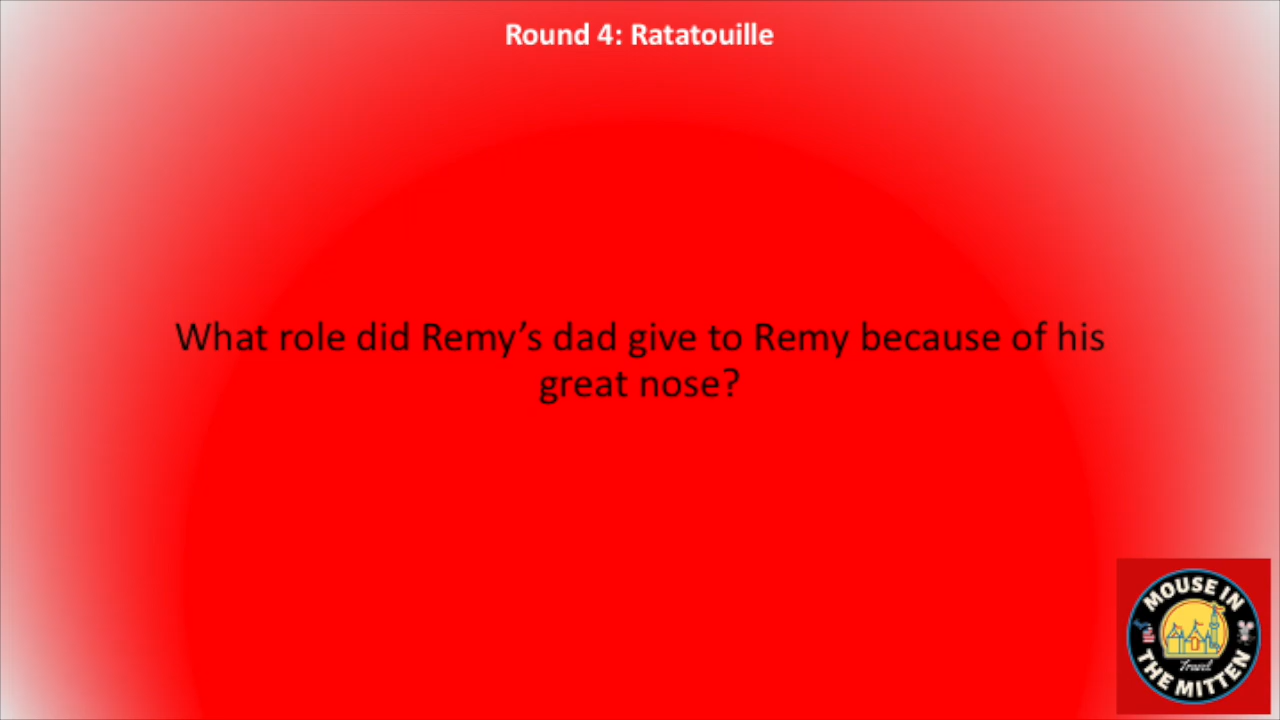 Round 4: Ratatouille
What role did Remy’s dad give to Remy because of his
great nose?
MOUSE IN
Travel
THE MITTEN